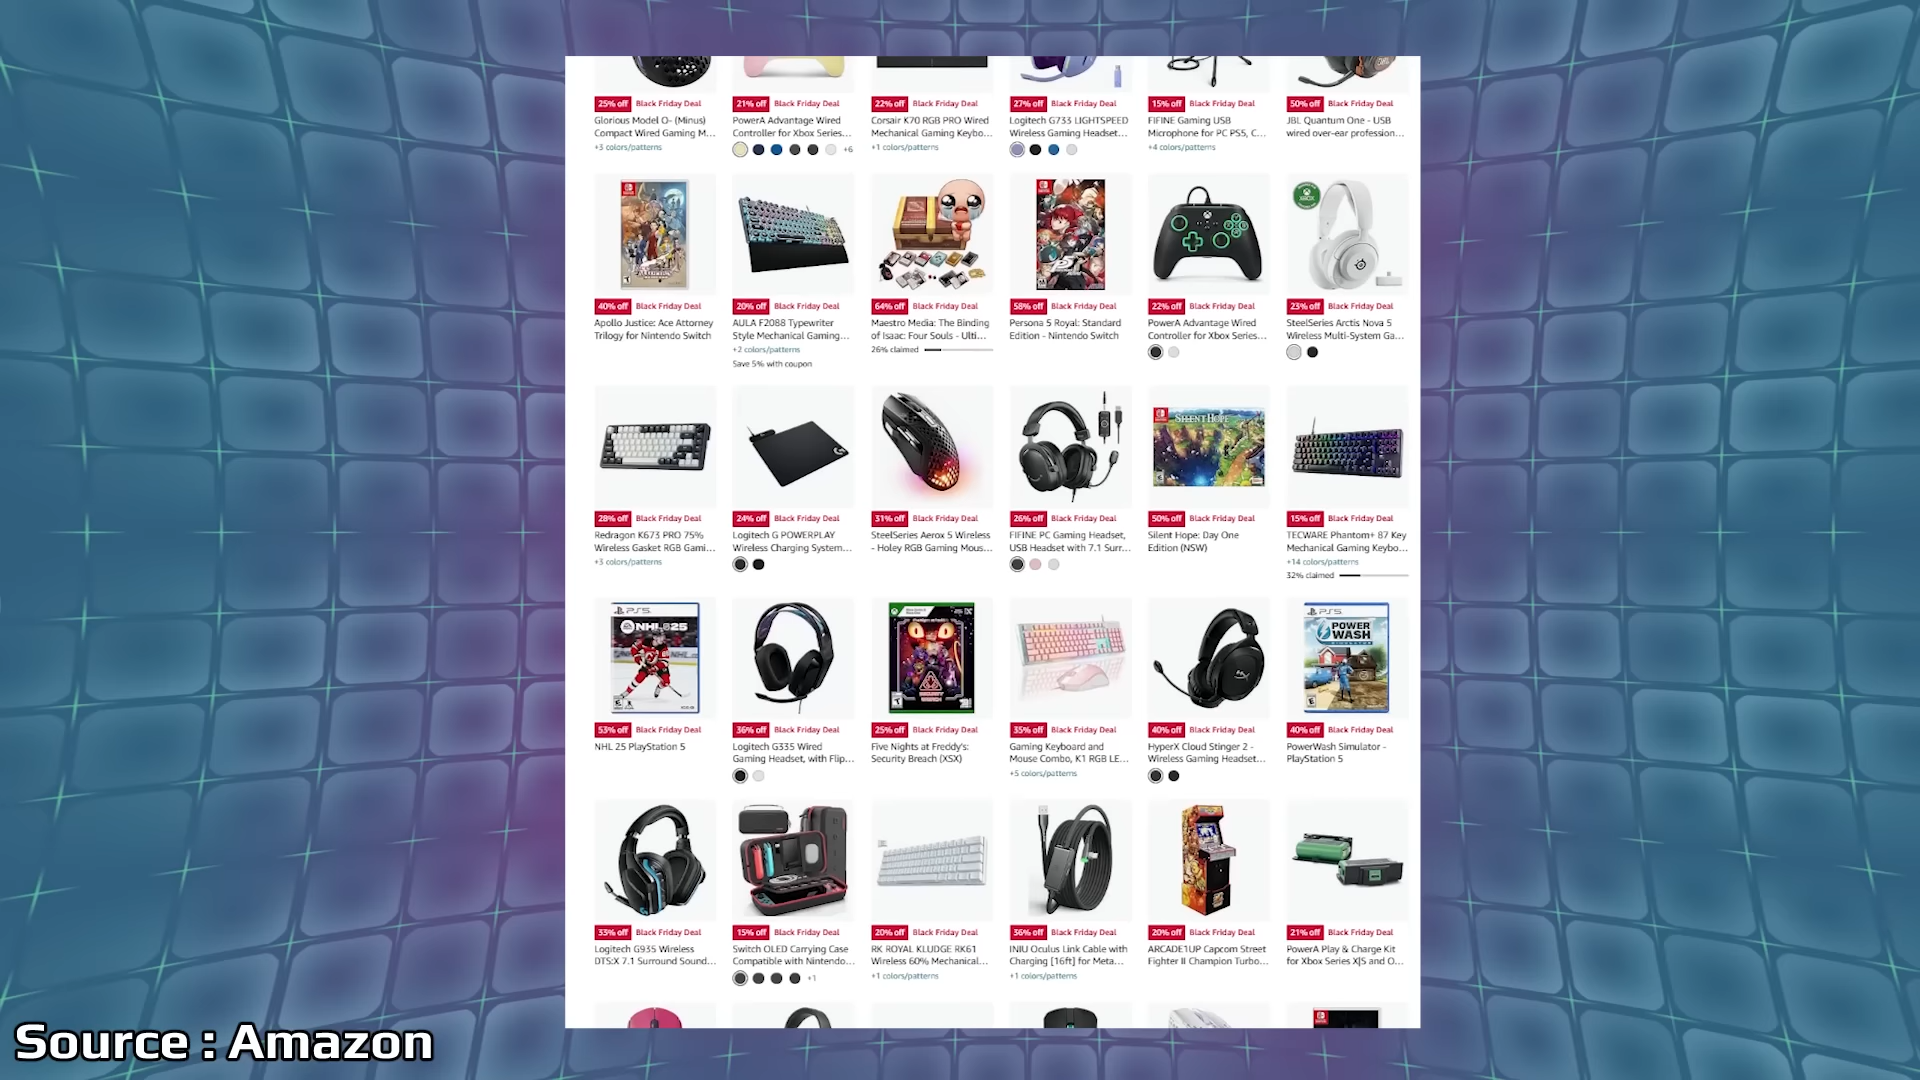 25% off Black Friday Deal
Glorious Model O- (Minus)
Compact Wired Gaming M...
+3 colors/patterns
21% off Black Friday Deal
PowerA Advantage Wired
Controller for Xbox Series...
+6
22% off Black Friday Deal
Corsair K70 RGB PRO Wired
Mechanical Gaming Keybo...
+1 colors/patterns
27% off Black Friday Deal
Logitech G733 LIGHTSPEED
Wireless Gaming Headset...
15% off Black Friday Deal
FIFINE Gaming USB
Microphone for PC PS5, C...
+4 colors/patterns
50% off Black Friday Deal
JBL Quantum One - USB
wired over-ear profession...
40% off Black Friday Deal
Apollo Justice: Ace Attorney
Trilogy for Nintendo Switch
20% off Black Friday Deal
AULA F2088 Typewriter
Style Mechanical Gaming...
+2 colors/patterns
Save 5% with coupon
64% off Black Friday Deal
Maestro Media: The Binding
of Isaac: Four Souls - Ulti...
26% claimed
58% off Black Friday Deal
Persona 5 Royal: Standard
Edition - Nintendo Switch
22% off Black Friday Deal
PowerA Advantage Wired
Controller for Xbox Series...
XBOX
23% off Black Friday Deal
SteelSeries Arctis Nova 5
Wireless Multi-System Ga...
28% off Black Friday Deal
Redragon K673 PRO 75%
Wireless Gasket RGB Gami...
+3 colors/patterns
24% off Black Friday Deal
Logitech G POWERPLAY
Wireless Charging System...
31% off Black Friday Deal
SteelSeries Aerox 5 Wireless
- Holey RGB Gaming Mous...
26% off Black Friday Deal
FIFINE PC Gaming Headset,
USB Headset with 7.1 Surr...
SILENT HOPE
50% off Black Friday Deal
Silent Hope: Day One
Edition (NSW)
15% off Black Friday Deal
TECWARE Phantom+ 87 Key
Mechanical Gaming Keybo...
+14 colors/patterns
32% claimed
PS5
NHL 25
53% off Black Friday Deal
NHL 25 PlayStation 5
36% off Black Friday Deal
Logitech G335 Wired
Gaming Headset, with Flip...
25% off Black Friday Deal
Five Nights at Freddy's:
Security Breach (XSX)
35% off Black Friday Deal
Gaming Keyboard and
Mouse Combo, K1 RGB LE...
+5 colors/patterns
40% off Black Friday Deal
HyperX Cloud Stinger 2 -
Wireless Gaming Headset...
PS5
POWER
WASH
40% off Black Friday Deal
PowerWash Simulator -
PlayStation 5
33% off Black Friday Deal
Logitech G935 Wireless
DTS:X 7.1 Surround Sound...
15% off Black Friday Deal
Switch OLED Carrying Case
Compatible with Nintendo...
+1
20% off Black Friday Deal
RK ROYAL KLUDGE RK61
Wireless 60% Mechanical...
+1 colors/patterns
36% off Black Friday Deal
INIU Oculus Link Cable with
Charging [16ft] for Meta...
+1 colors/patterns
20% off Black Friday Deal
ARCADE1UP Capcom Street
Fighter II Champion Turbo...
21% off Black Friday Deal
PowerA Play & Charge Kit
for Xbox Series X|S and O...
Source : Amazon